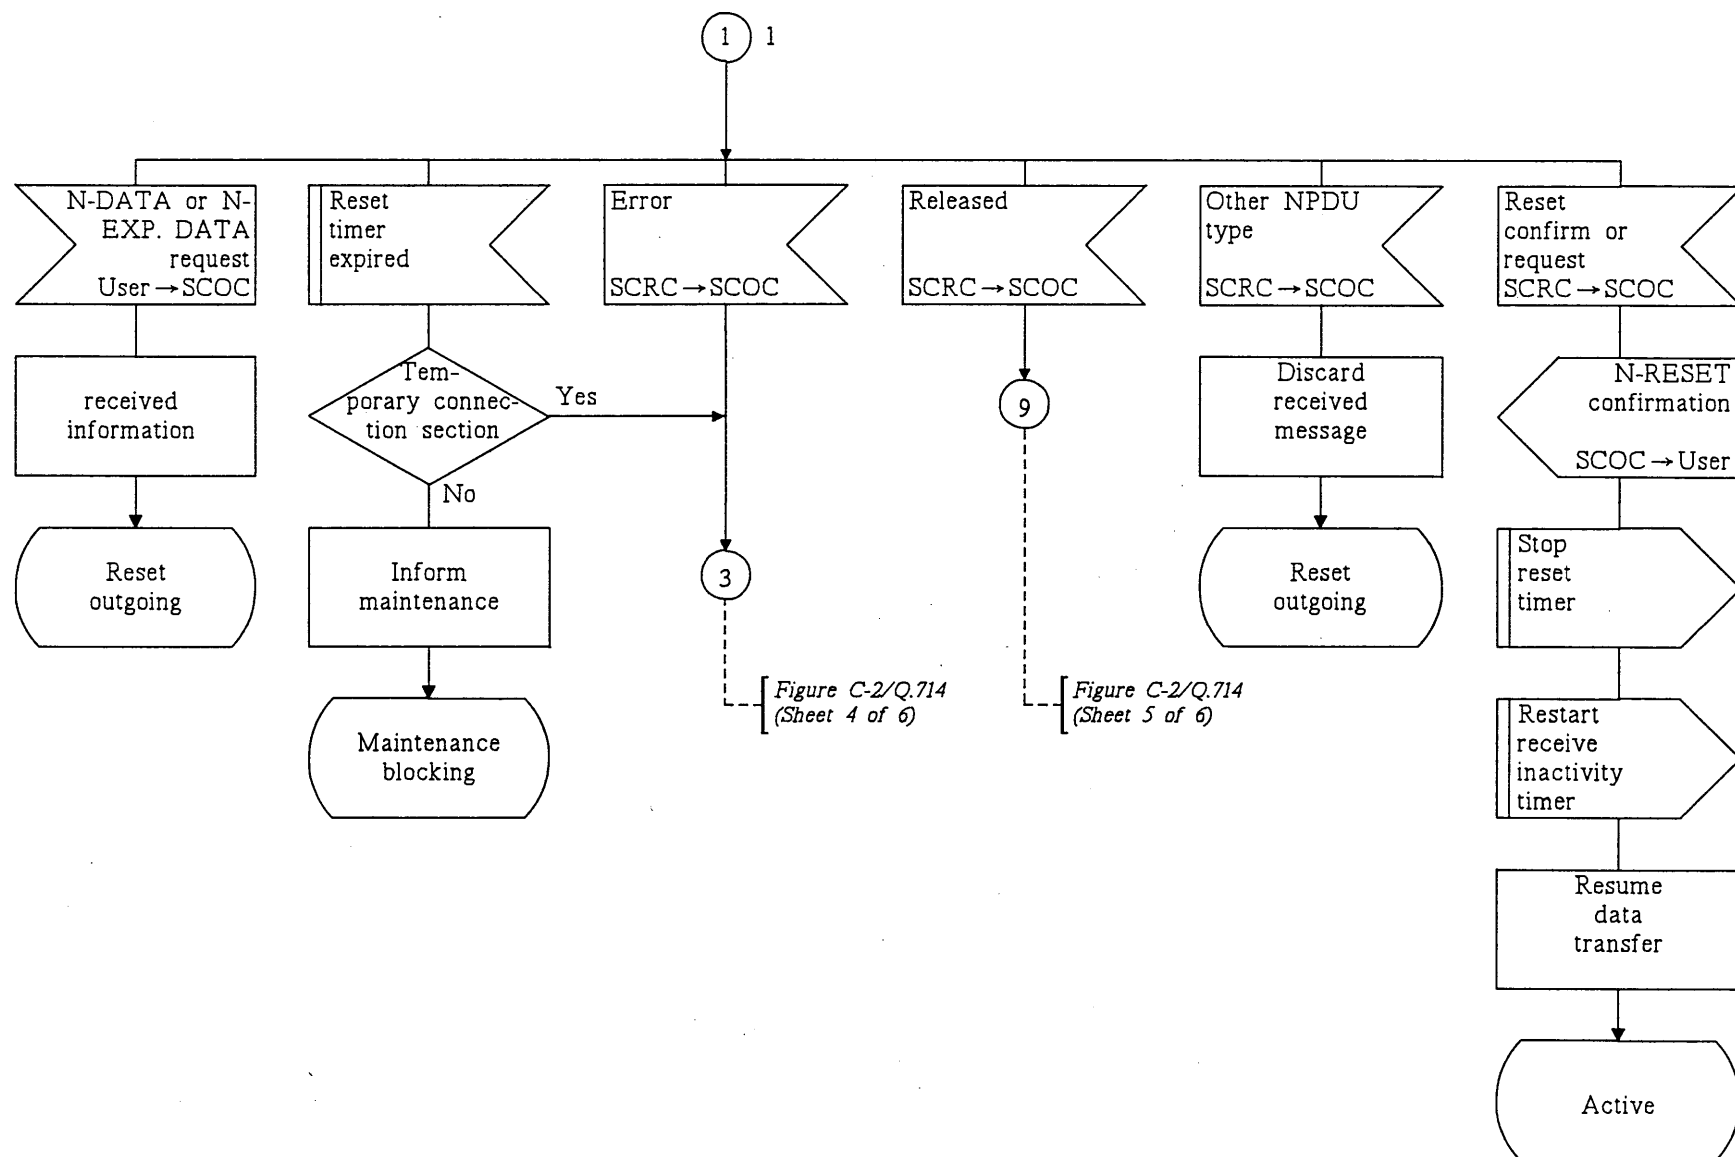 1 1
N-DATA or N-
EXP. DATA
request
User→SCOC
received
information
Reset
outgoing
Reset
timer
expired
Tem-
porary connec-
tion section
Yes
No
Inform
maintenance
Maintenance
blocking
Error
SCRC→SCOC
3
Figure C-2/Q.714
(Sheet 4 of 6)
Released
SCRC→SCOC
9
Figure C-2/Q.714
(Sheet 5 of 6)
Other NPDU
type
SCRC→SCOC
Discard
received
message
Reset
outgoing
Reset
confirm or
request
SCRC→SCOC
N-RESET
confirmation
SCOC→User
Stop
reset
timer
Restart
receive
inactivity
timer
Resume
data
transfer
Active